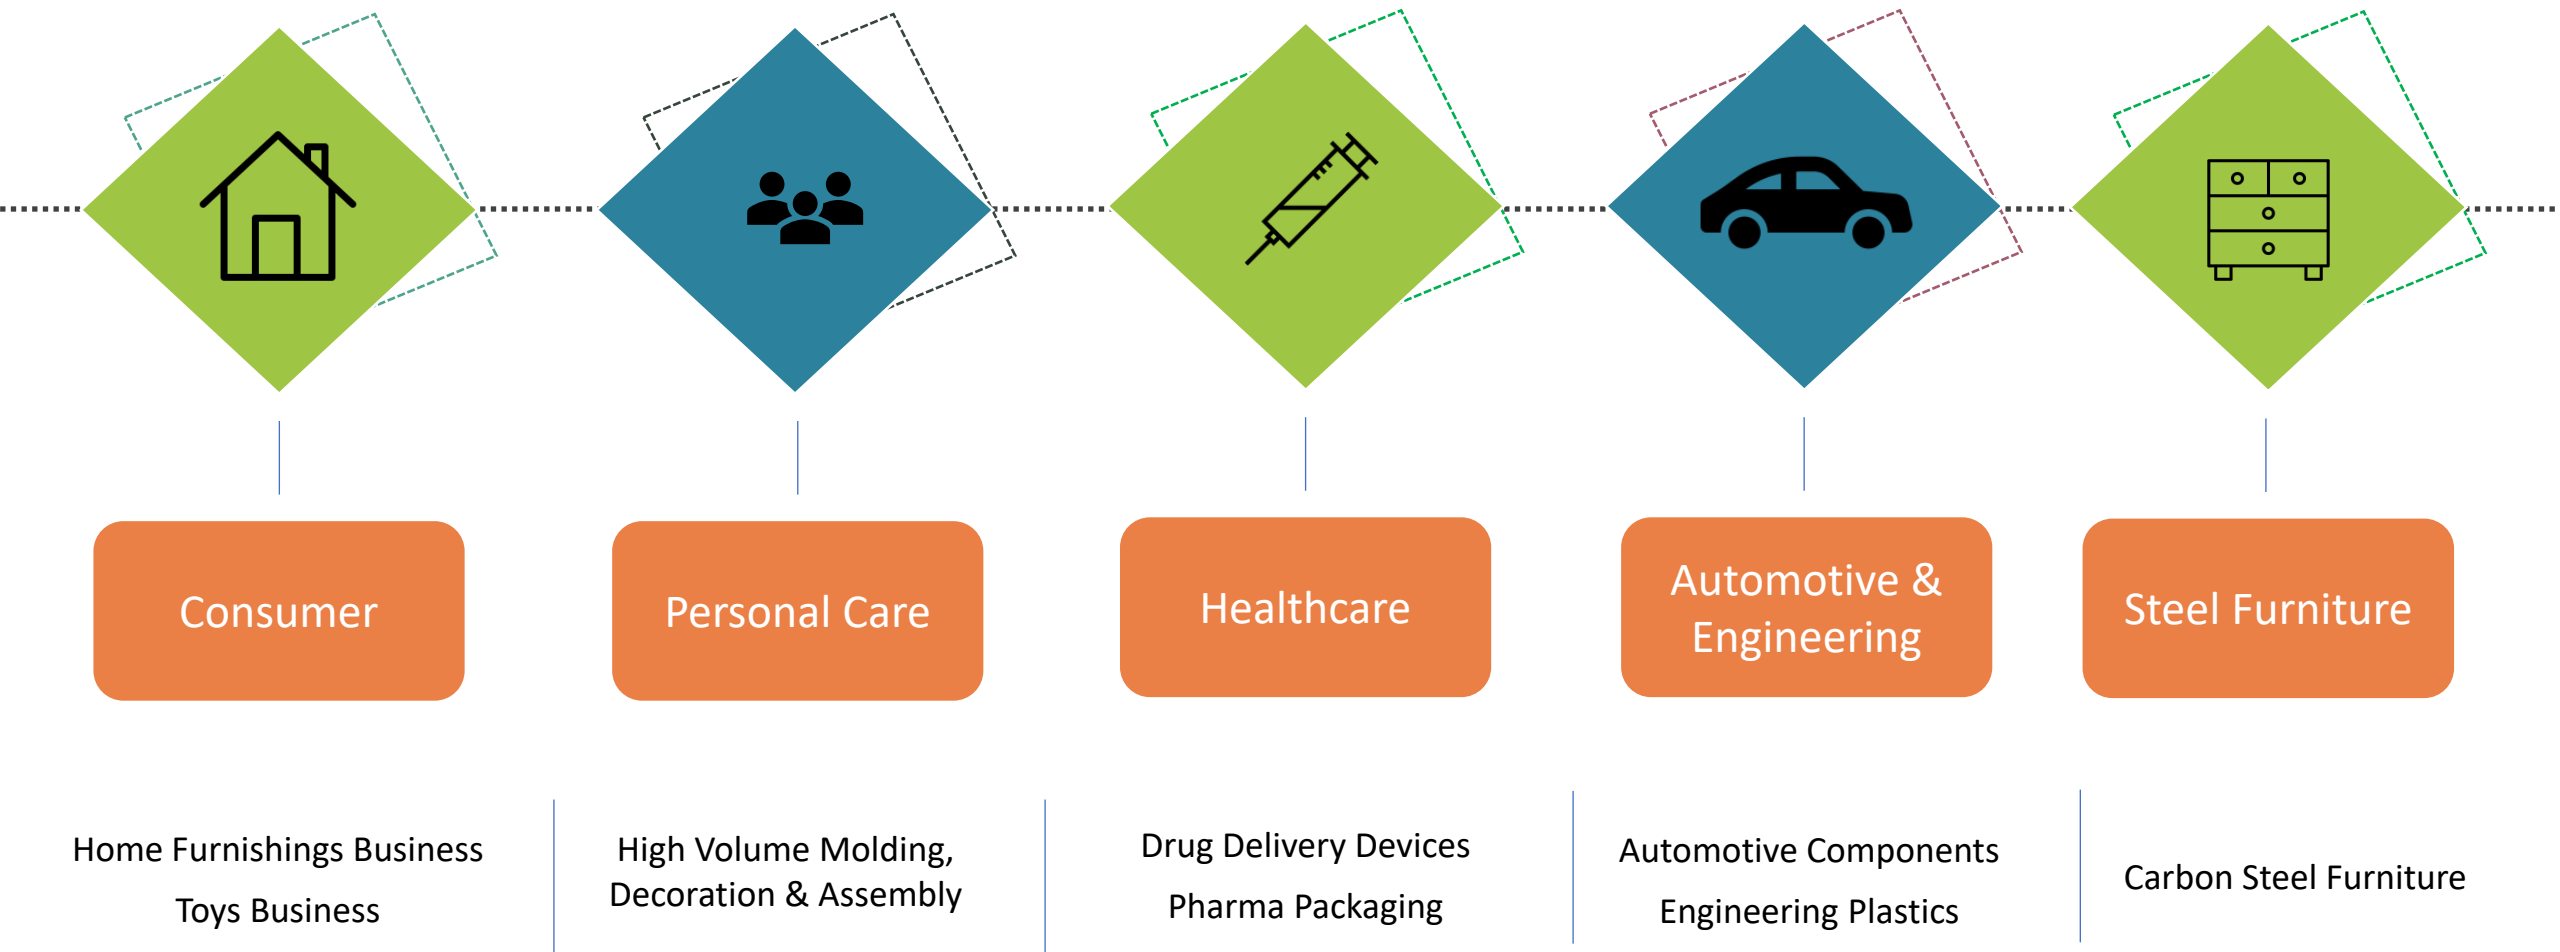 Consumer
Personal Care
Healthcare
Automotive &
Engineering
Steel Furniture
Home Furnishings Business
Toys Business
High Volume Molding,
Decoration & Assembly
Drug Delivery Devices
Pharma Packaging
Automotive Components
Engineering Plastics
Carbon Steel Furniture